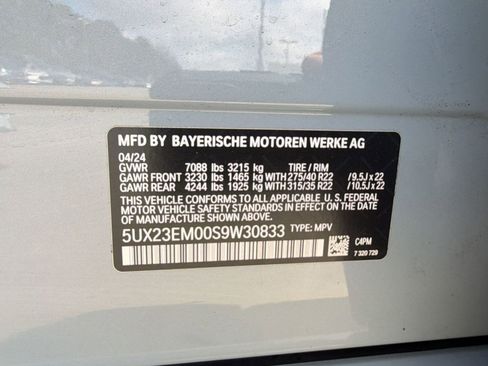 MFD BY BAYERISCHE MOTOREN WERKE AG
04/24
GVWR 7088 lbs 3215 kg TIRE / RIM
GAWR FRONT 3230 lbs 1465 kg WITH 275/40 R22 / 9.5J x 22
GAWR REAR 4244 lbs 1925 kg WITH 315/35 R22 / 10.5J x 22
THIS VEHICLE CONFORMS TO ALL APPLICABLE U. S. FEDERAL
MOTOR VEHICLE SAFETY STANDARDS IN EFFECT ON THE
DATE OF MANUFACTURE SHOWN ABOVE.
5UX23EM00S9W30833 TYPE: MPV
C4PM
7 320 729